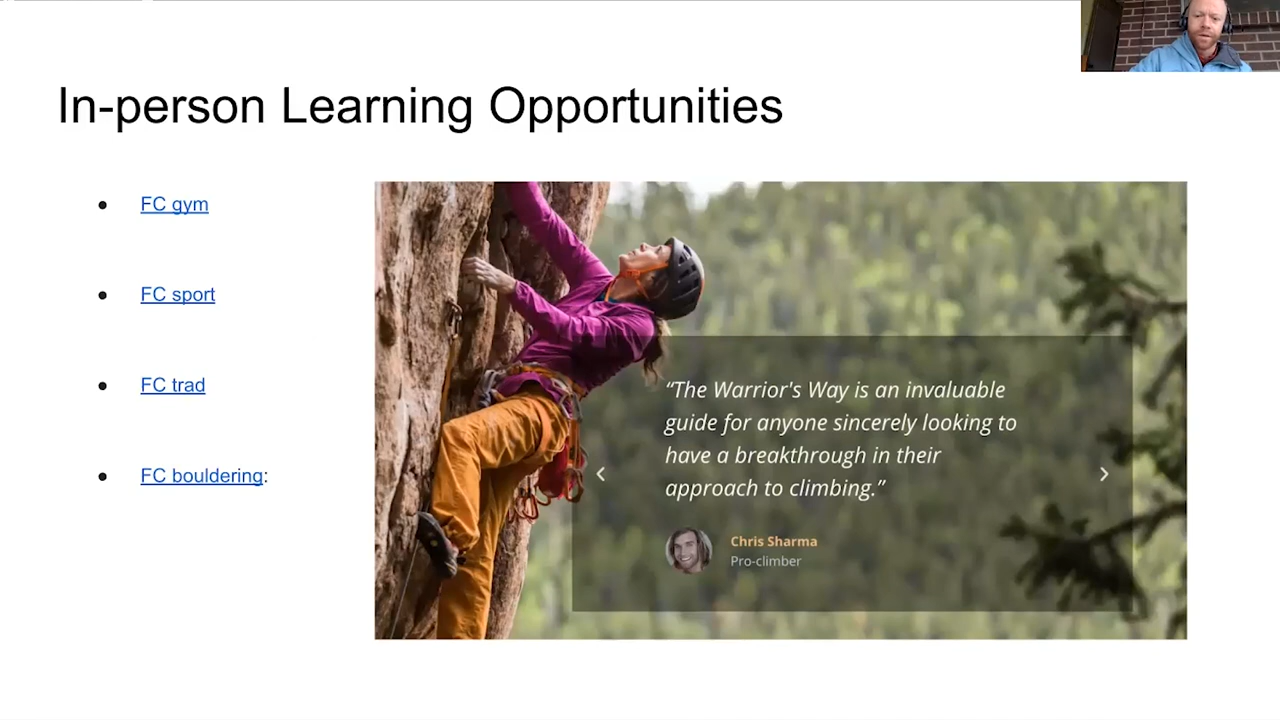 In-person Learning Opportunities
FC gym
FC sport
FC trad
FC bouldering:
“The Warrior's Way is an invaluable
guide for anyone sincerely looking to
have a breakthrough in their
approach to climbing.”
Chris Sharma
Pro-climber